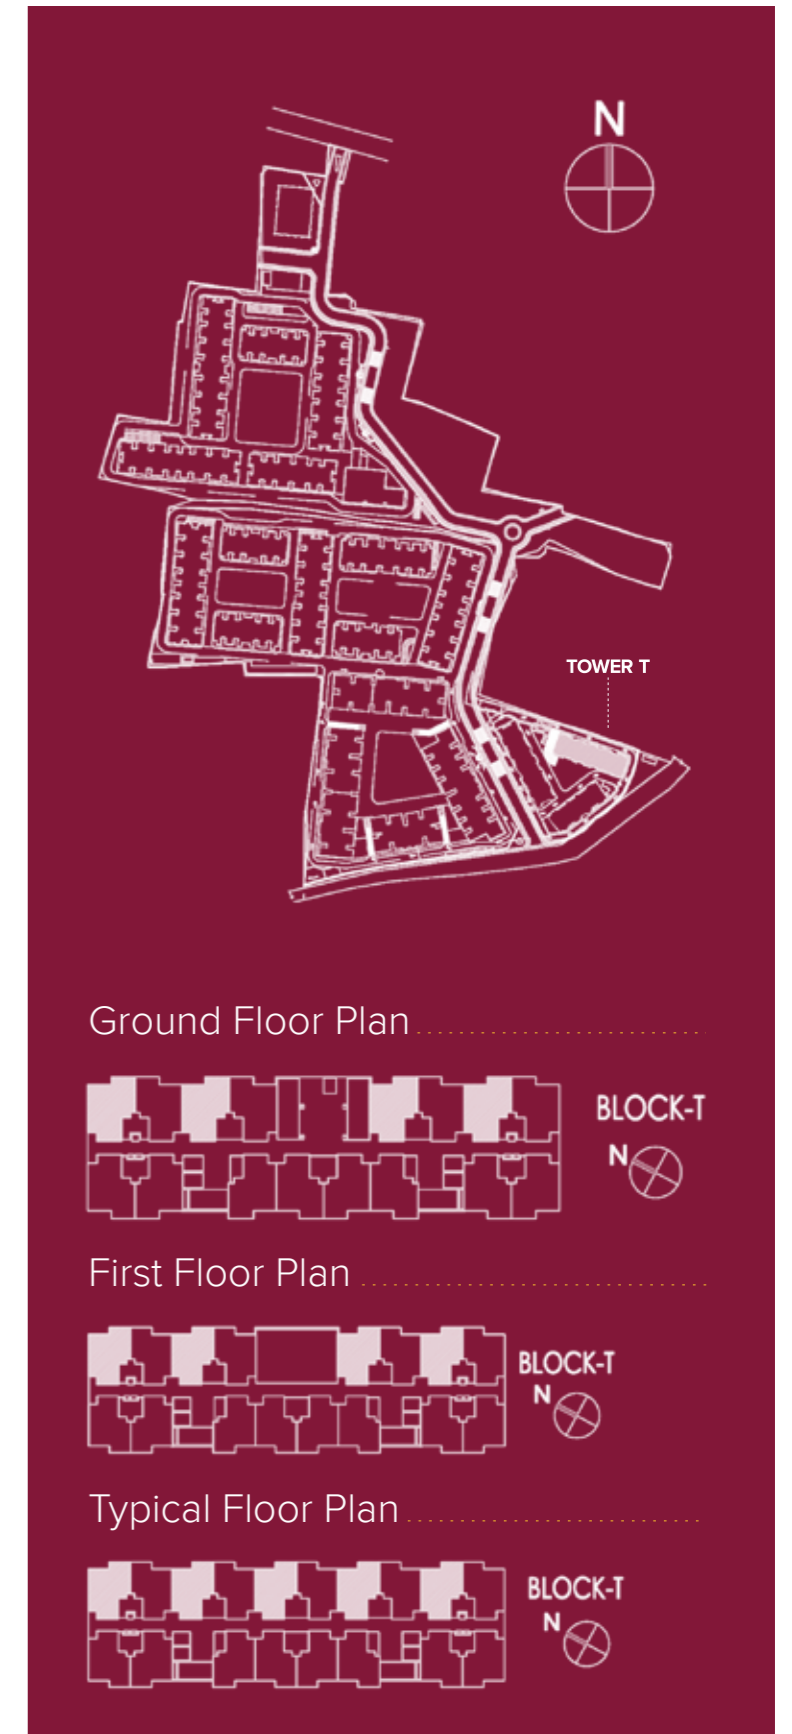 N
TOWER T
Ground Floor Plan
BLOCK-T
N
First Floor Plan
BLOCK-T
N
Typical Floor Plan
BLOCK-T
N